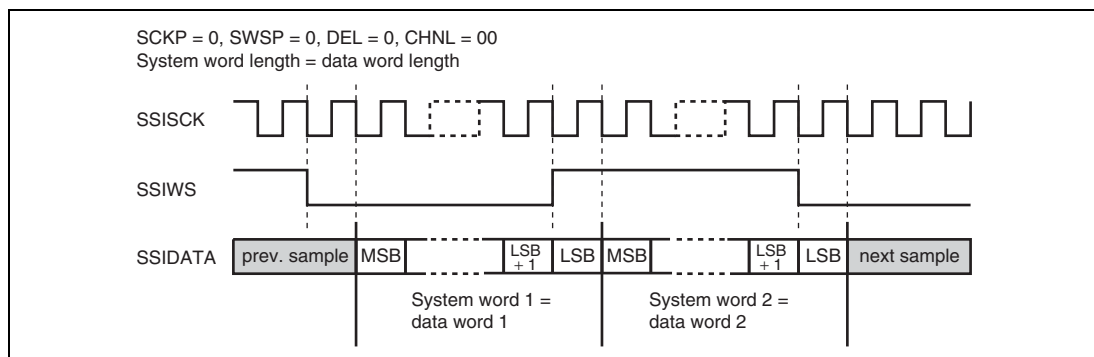 SCKP = 0, SWSP = 0, DEL = 0, CHNL = 00
System word length = data word length
SSISCK
SSIWS
SSIDATA
prev. sample
MSB
LSB
+ 1
LSB
MSB
LSB
+ 1
LSB
next sample
System word 1 =
data word 1
System word 2 =
data word 2